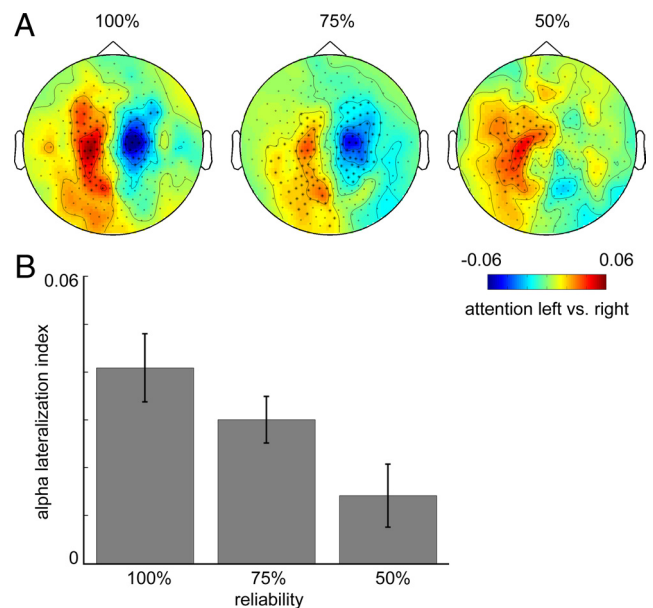 A
100%
75%
50%
-0.06 0.06
attention left vs. right
B
0.06
alpha lateralization index
0
100% 75% 50%
reliability